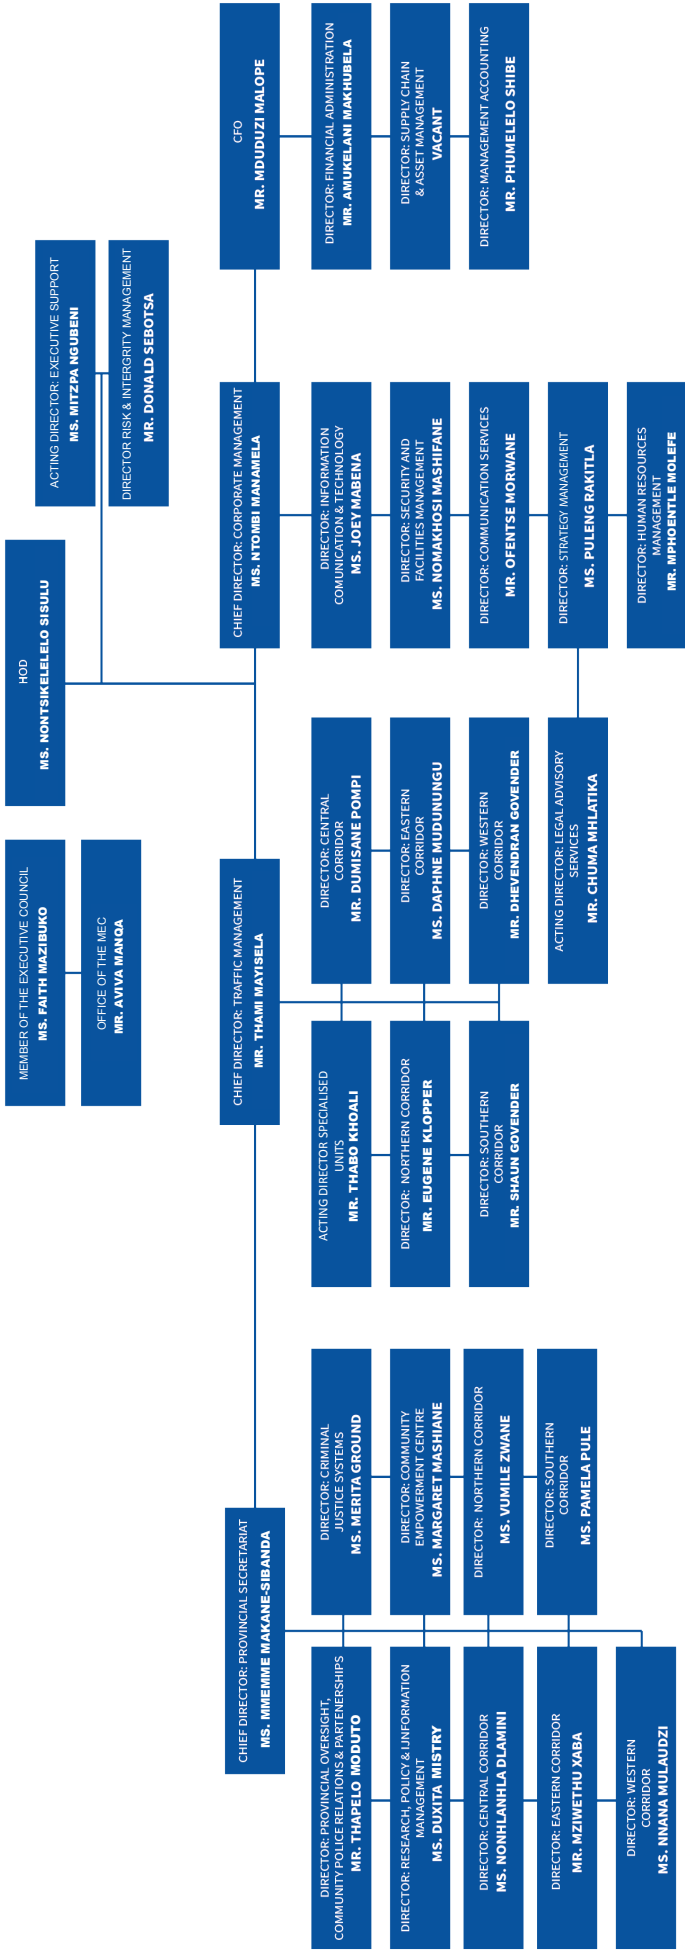 MEMBER OF THE EXECUTIVE COUNCIL
MS. FAITH MAZIBUKO
OFFICE OF THE MEC
MR. AVIVA MANQA
HOD
MS. NONTSIKELELELO SISULU
ACTING DIRECTOR: EXECUTIVE SUPPORT
MS. MITZPA NGUBENI
DIRECTOR RISK & INTERGRITY MANAGEMENT
MR. DONALD SEBOTSA
CHIEF DIRECTOR: PROVINCIAL SECRETARIAT
MS. MMEMME MAKANE-SIBANDA
CHIEF DIRECTOR: TRAFFIC MANAGEMENT
MR. THAMI MAYISELA
CHIEF DIRECTOR: CORPORATE MANAGEMENT
MS. NTOMBI MANAMELA
CFO
MR. MDUDUZI MALOPE
DIRECTOR: PROVINCIAL OVERSIGHT,
COMMUNITY POLICE RELATIONS & PARTENERSHIPS
MR. THAPELO MODUTO
DIRECTOR: RESEARCH, POLICY & IJNFORMATION
MANAGEMENT
MS. DUXITA MISTRY
DIRECTOR: CENTRAL CORRIDOR
MS. NONHLANHLA DLAMINI
DIRECTOR: EASTERN CORRIDOR
MR. MZIWETHU XABA
DIRECTOR: WESTERN
CORRIDOR
MS. NNANA MULAUDZI
DIRECTOR: CRIMINAL
JUSTICE SYSTEMS
MS. MERITA GROUND
DIRECTOR: COMMUNITY
EMPOWERMENT CENTRE
MS. MARGARET MASHIANE
DIRECTOR: NORTHERN CORRIDOR
MS. VUMILE ZWANE
DIRECTOR: SOUTHERN
CORRIDOR
MS. PAMELA PULE
ACTING DIRECTOR SPECIALISED
UNITS
MR. THABO KHOALI
DIRECTOR: NORTHERN CORRIDOR
MR. EUGENE KLOPPER
DIRECTOR: SOUTHERN
CORRIDOR
MR. SHAUN GOVENDER
DIRECTOR: CENTRAL
CORRIDOR
MR. DUMISANE POMPI
DIRECTOR: EASTERN
CORRIDOR
MS. DAPHNE MUDUNUNGU
DIRECTOR: WESTERN
CORRIDOR
MR. DHEVENDRAN GOVENDER
ACTING DIRECTOR: LEGAL ADVISORY
SERVICES
MR. CHUMA MHLATIKA
DIRECTOR: INFORMATION
COMUNICATION & TECHNOLOGY
MS. JOEY MABENA
DIRECTOR: SECURITY AND
FACILITIES MANAGEMENT
MS. NOMAKHOSI MASHIFANE
DIRECTOR: COMMUNICATION SERVICES
MR. OFENTSE MORWANE
DIRECTOR: STRATEGY MANAGEMENT
MS. PULENG RAKITLA
DIRECTOR: HUMAN RESOURCES
MANAGEMENT
MR. MPHOENTLE MOLEFE
DIRECTOR: FINANCIAL ADMINISTRATION
MR. AMUKELANI MAKHUBELA
DIRECTOR: SUPPLY CHAIN
& ASSET MANAGEMENT
VACANT
DIRECTOR: MANAGEMENT ACCOUNTING
MR. PHUMELELO SHIBE